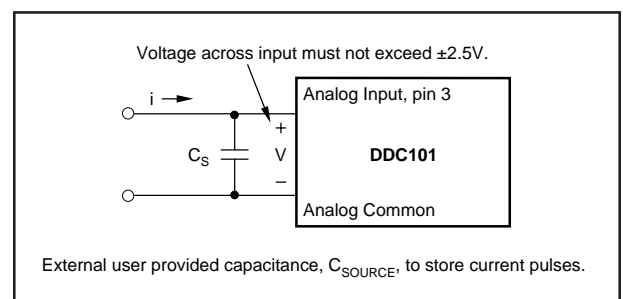 Voltage across input must not exceed ±2.5V.
i
Analog Input, pin 3
+
C_S
V
DDC101
–
Analog Common
External user provided capacitance, C_SOURCE, to store current pulses.